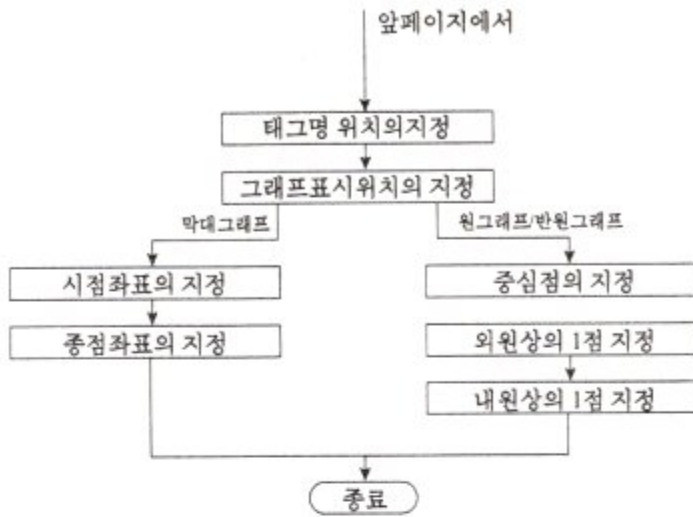 앞페이지에서
태그명 위치의지정
그래프표시위치의 지정
막대그래프
원그래프/반원그래프
시점좌표의 지정
중심점의 지정
종점좌표의 지정
외원상의 1점 지정
내원상의 1점 지정
종료